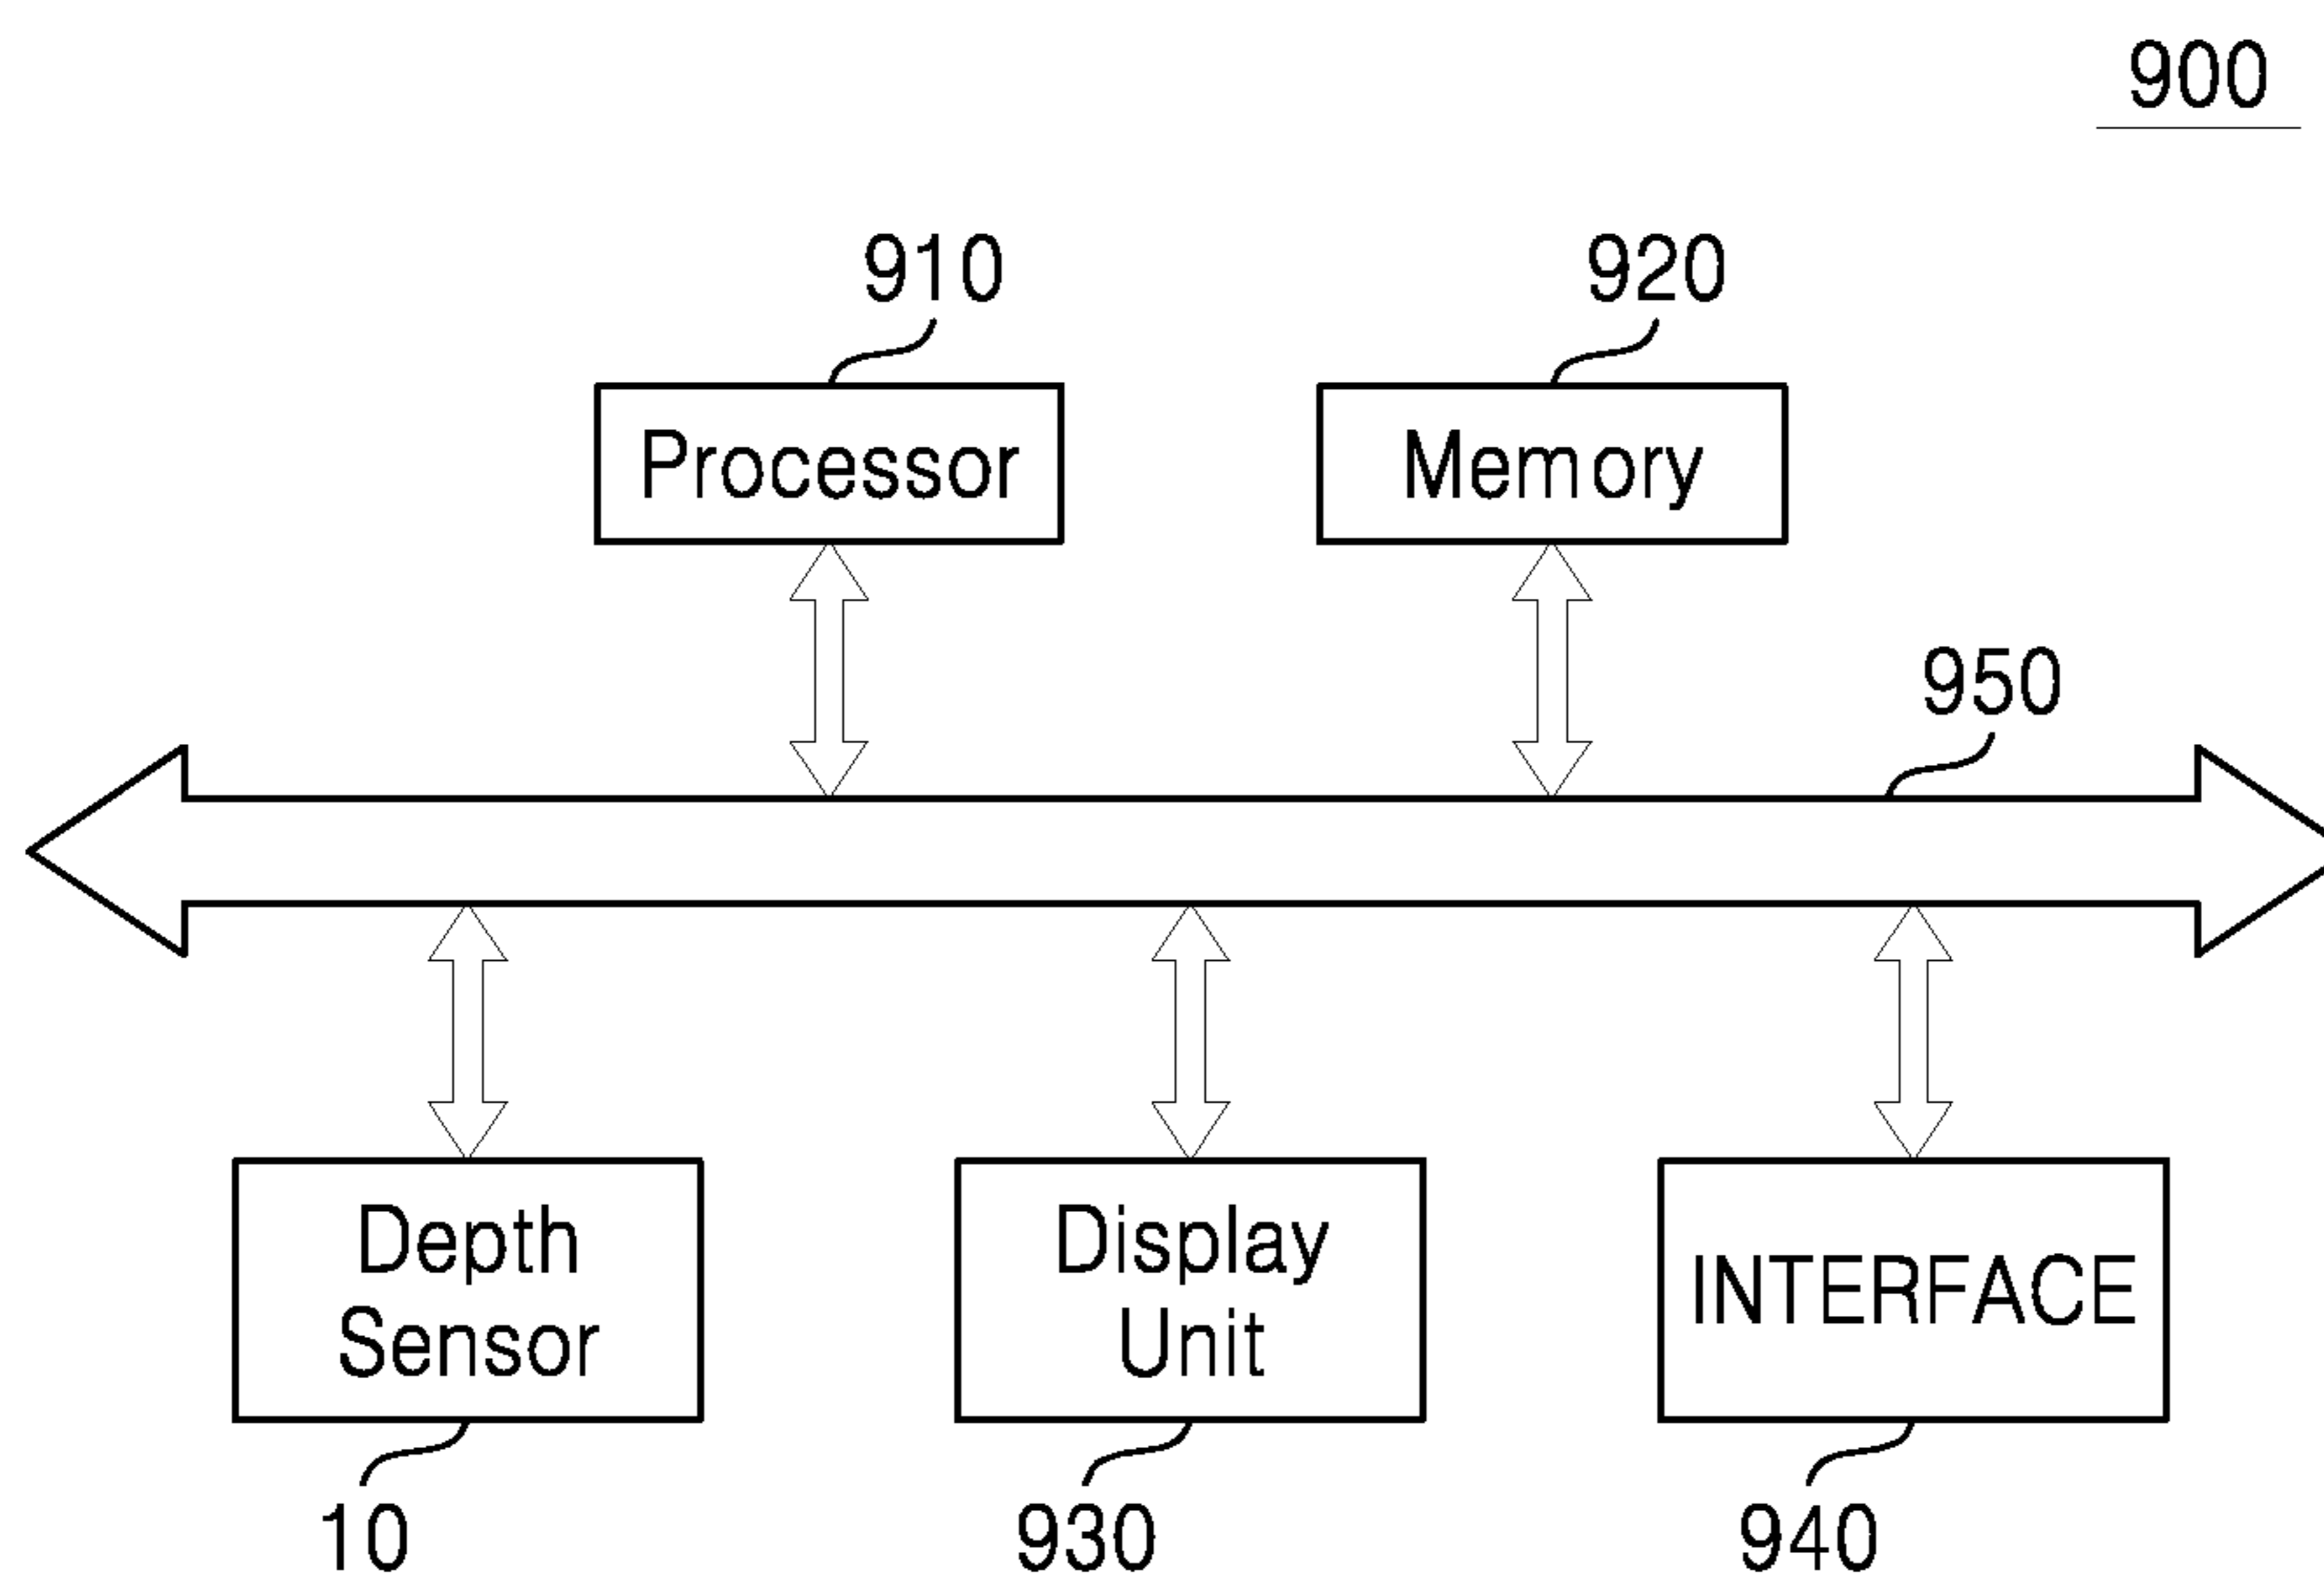 900
910
920
Processor
Memory
950
Depth
Sensor
Display
Unit
INTERFACE
10
930
940